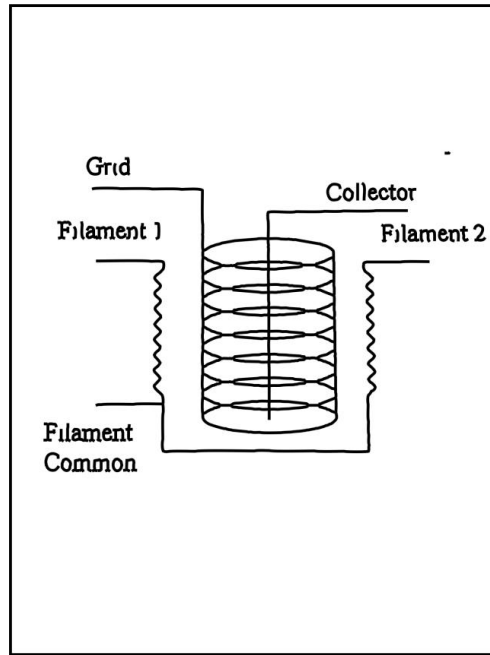 Grid
Collector
Filament 1
Filament 2
Filament
Common